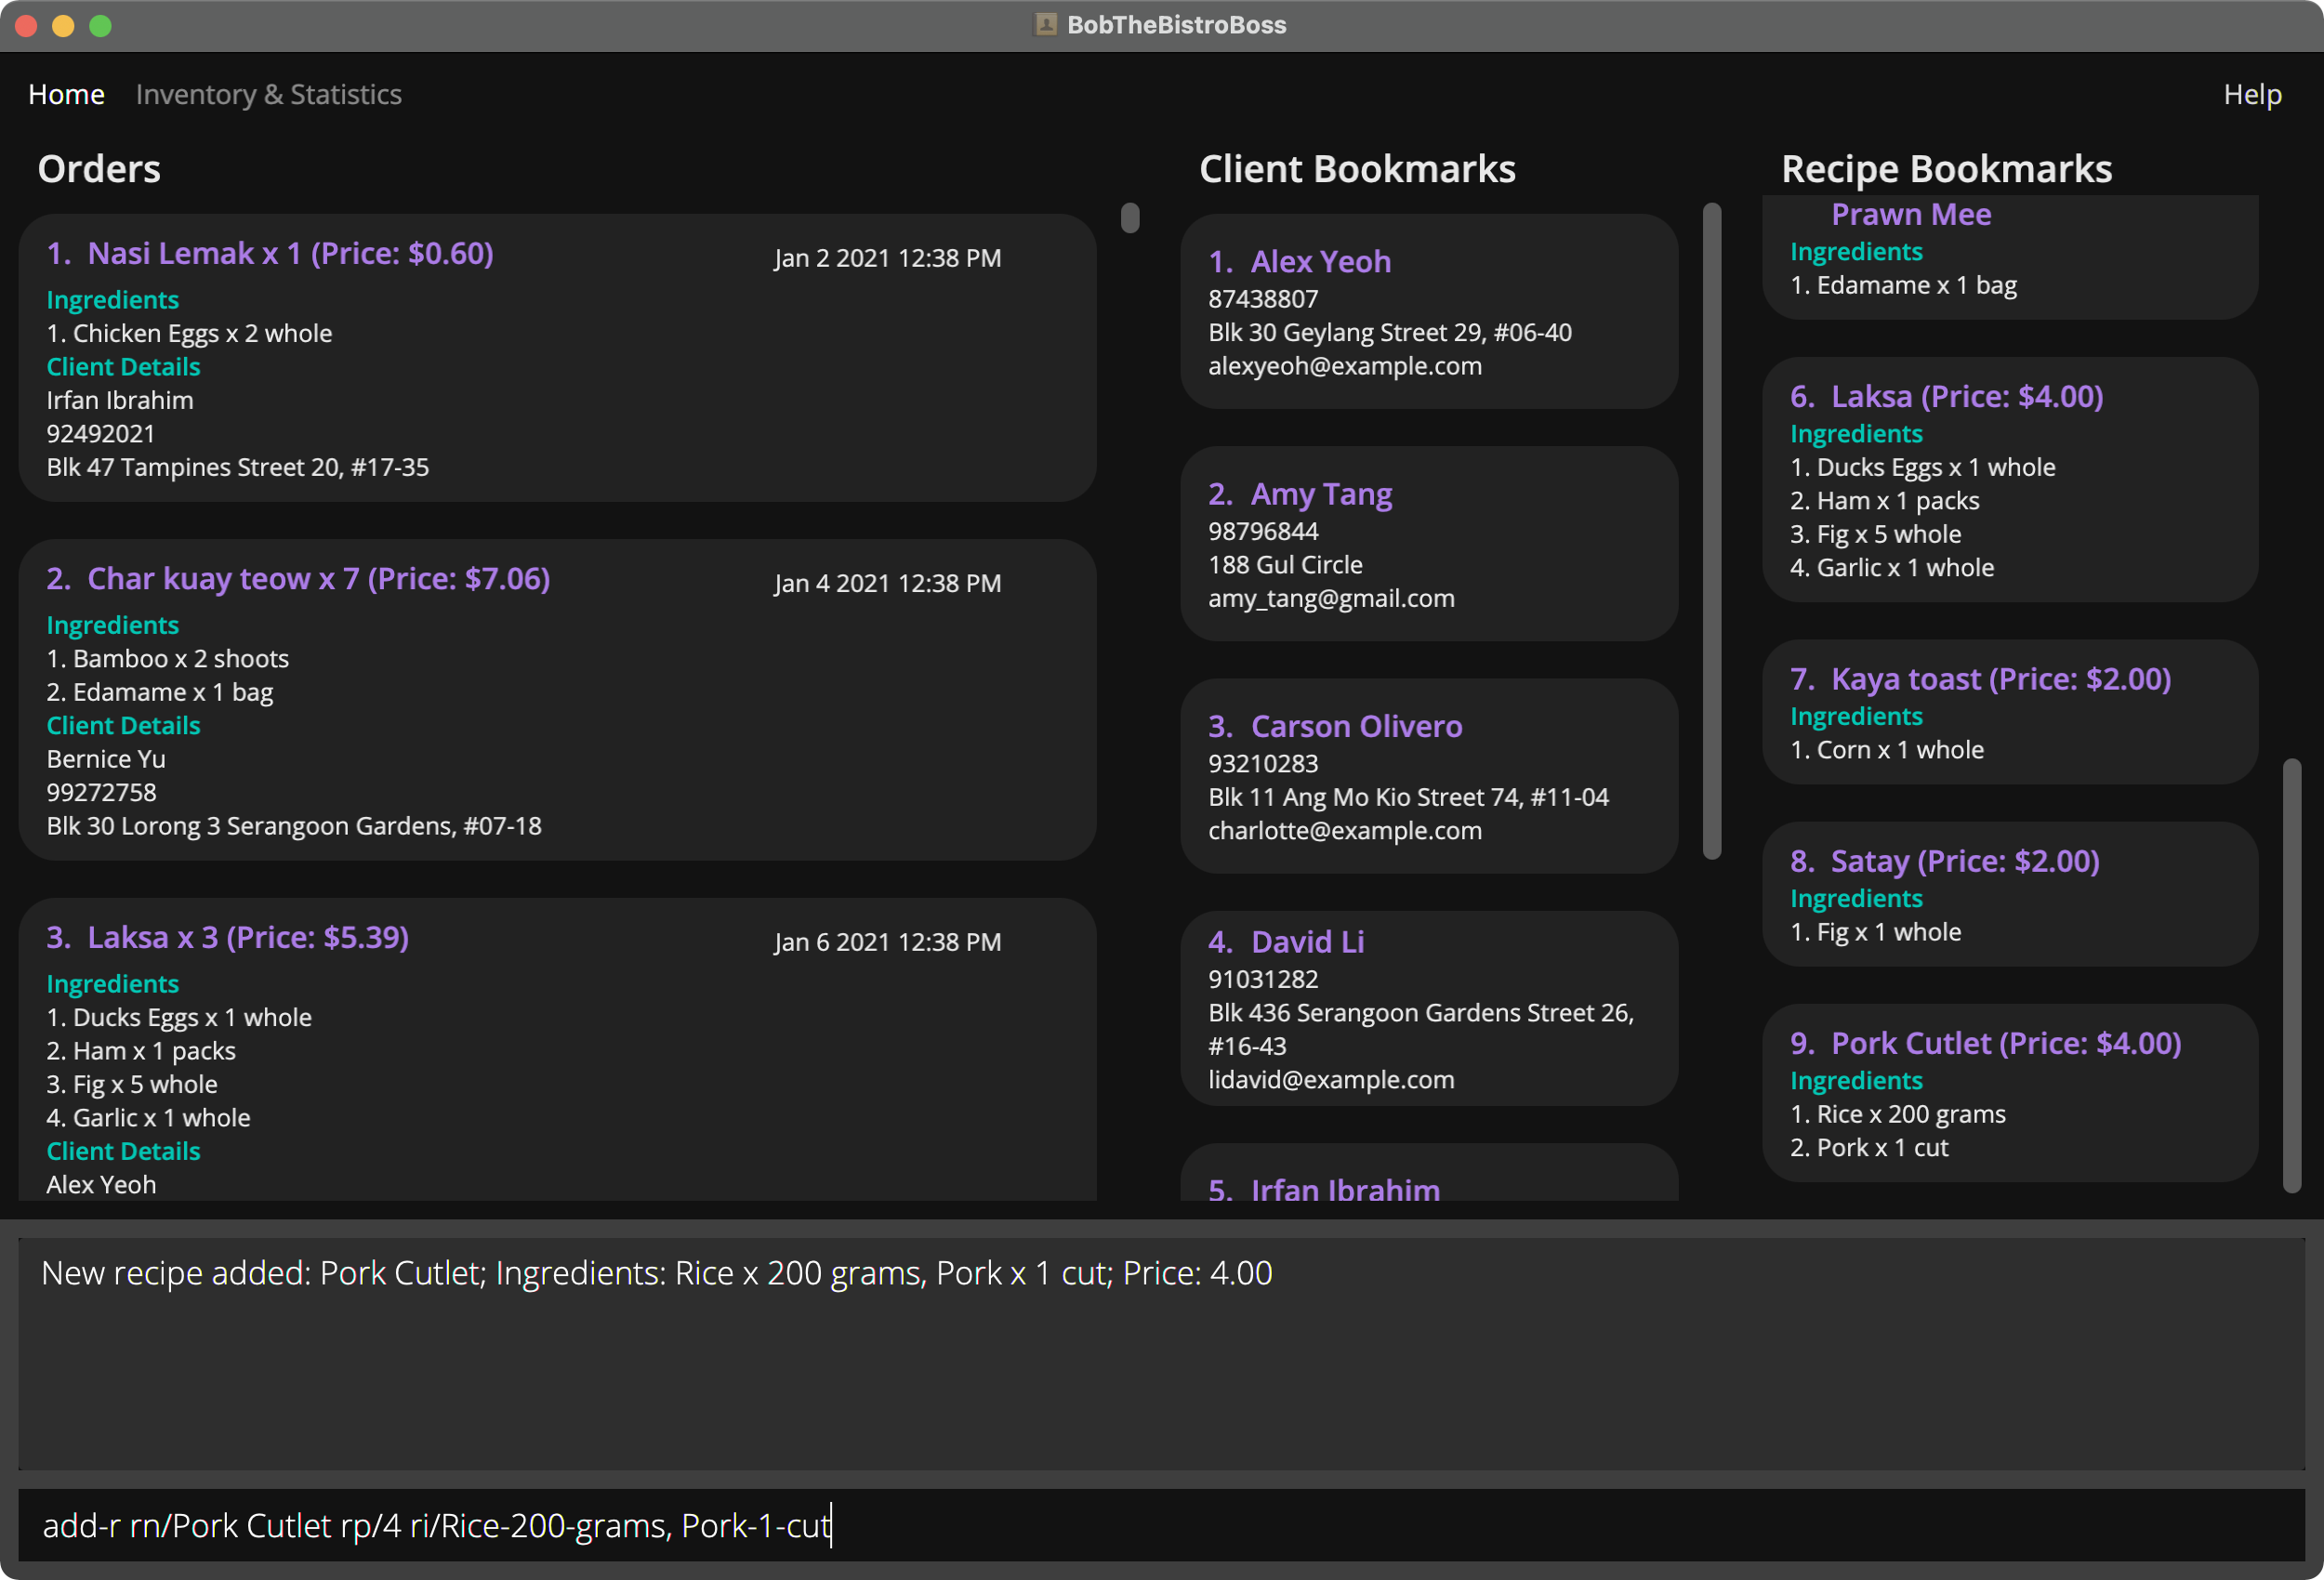 BobTheBistroBoss
Home
Inventory & Statistics
Help
Orders
1. Nasi Lemak x 1 (Price: $0.60)
Jan 2 2021 12:38 PM
Ingredients
1. Chicken Eggs x 2 whole
Client Details
Irfan Ibrahim
92492021
Blk 47 Tampines Street 20, #17-35
2. Char kuay teow x 7 (Price: $7.06)
Jan 4 2021 12:38 PM
Ingredients
1. Bamboo x 2 shoots
2. Edamame x 1 bag
Client Details
Bernice Yu
99272758
Blk 30 Lorong 3 Serangoon Gardens, #07-18
3. Laksa x 3 (Price: $5.39)
Jan 6 2021 12:38 PM
Ingredients
1. Ducks Eggs x 1 whole
2. Ham x 1 packs
3. Fig x 5 whole
4. Garlic x 1 whole
Client Details
Alex Yeoh
Client Bookmarks
1. Alex Yeoh
87438807
Blk 30 Geylang Street 29, #06-40
alexyeoh@example.com
2. Amy Tang
98796844
188 Gul Circle
amy_tang@gmail.com
3. Carson Olivero
93210283
Blk 11 Ang Mo Kio Street 74, #11-04
charlotte@example.com
4. David Li
91031282
Blk 436 Serangoon Gardens Street 26,
#16-43
lidavid@example.com
5. Irfan Ibrahim
Recipe Bookmarks
Prawn Mee
Ingredients
1. Edamame x 1 bag
6. Laksa (Price: $4.00)
Ingredients
1. Ducks Eggs x 1 whole
2. Ham x 1 packs
3. Fig x 5 whole
4. Garlic x 1 whole
7. Kaya toast (Price: $2.00)
Ingredients
1. Corn x 1 whole
8. Satay (Price: $2.00)
Ingredients
1. Fig x 1 whole
9. Pork Cutlet (Price: $4.00)
Ingredients
1. Rice x 200 grams
2. Pork x 1 cut
New recipe added: Pork Cutlet; Ingredients: Rice x 200 grams, Pork x 1 cut; Price: 4.00
add-r rn/Pork Cutlet rp/4 ri/Rice-200-grams, Pork-1-cut